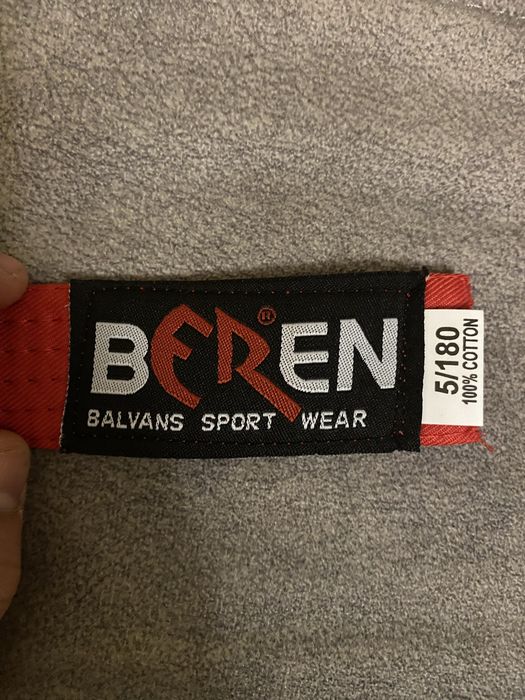 BEREN®
BALVANS SPORT WEAR
5/180
100% COTTON